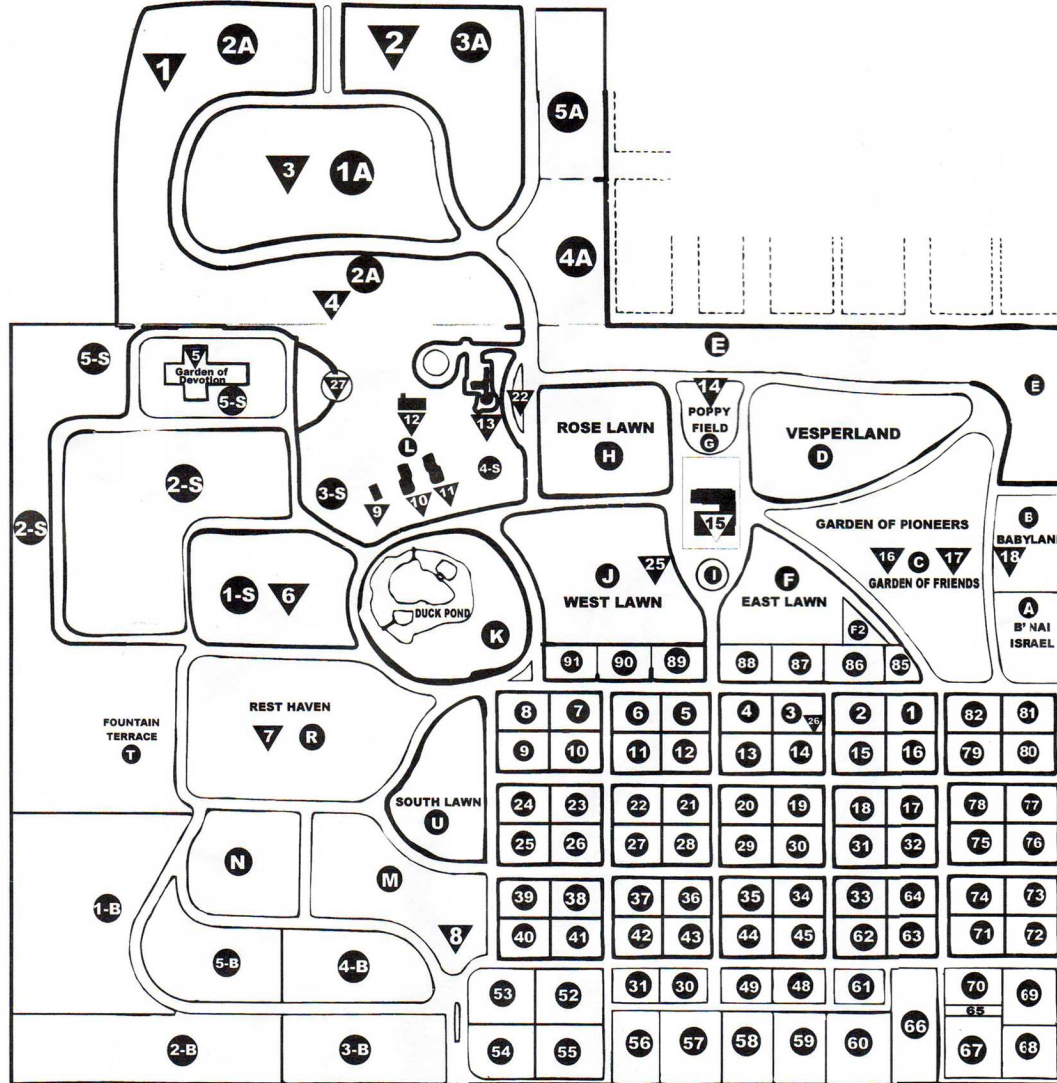 2A
2
3A
1
5A
3
1A
4A
2A
4
E
5-S
5
Garden of
Devotion
5-S
27
12
13
22
14
POPPY
FIELD
G
E
ROSE LAWN
H
VESPERLAND
D
L
4-S
3-S
9
10
11
2-S
2-S
15
GARDEN OF PIONEERS
16
C
17
GARDEN OF FRIENDS
B
BABYLAND
18
J
25
WEST LAWN
I
F
EAST LAWN
F2
A
B'NAI
ISRAEL
1-S
6
DUCK POND
K
91
90
89
88
87
86
85
REST HAVEN
7
R
FOUNTAIN
TERRACE
T
8
7
6
5
4
3
26
2
1
82
81
9
10
11
12
13
14
15
16
79
80
SOUTH LAWN
U
24
23
22
21
20
19
18
17
78
77
25
26
27
28
29
30
31
32
75
76
N
M
39
38
37
36
35
34
33
64
74
73
1-B
8
40
41
42
43
44
45
62
63
71
72
5-B
4-B
53
52
31
30
49
48
61
66
70
69
65
2-B
3-B
54
55
56
57
58
59
60
67
68